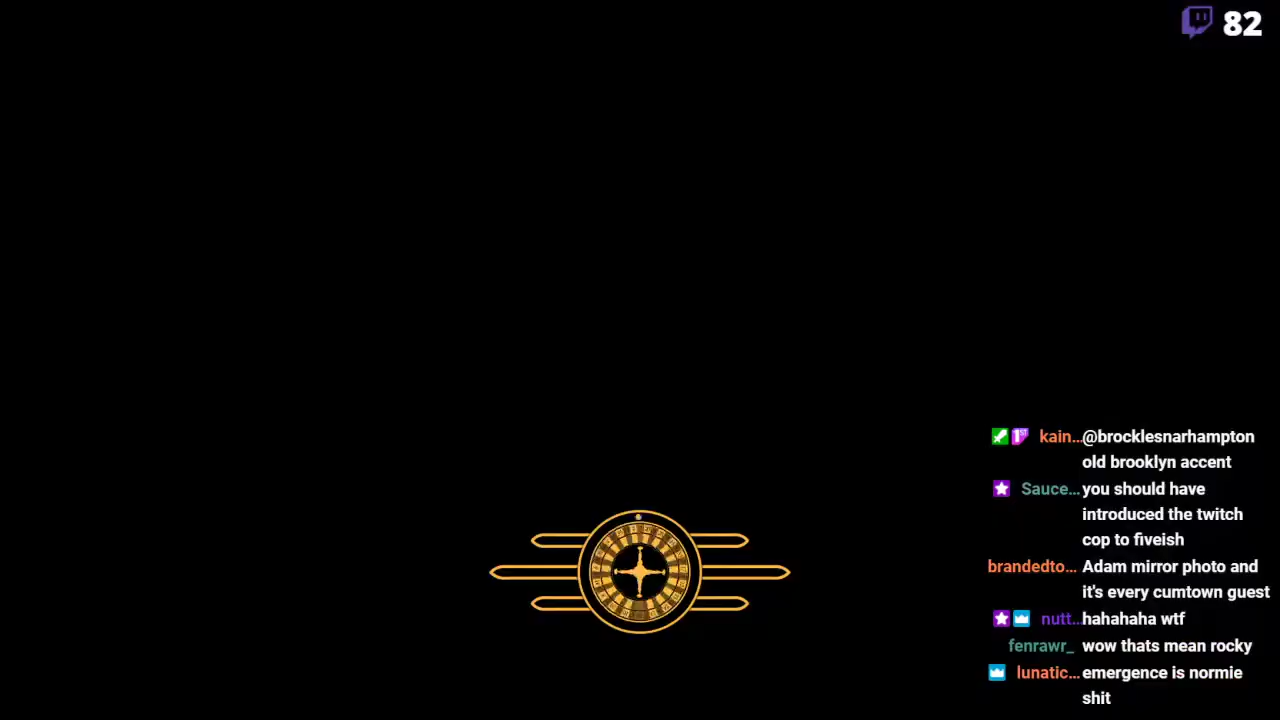 82
kain…@brocklesnarhampton
old brooklyn accent
Sauce…you should have
introduced the twitch
cop to fiveish
brandedto… Adam mirror photo and
it's every cumtown guest
nutt…hahahaha wtf
fenrawr_ wow thats mean rocky
lunatic…emergence is normie
shit